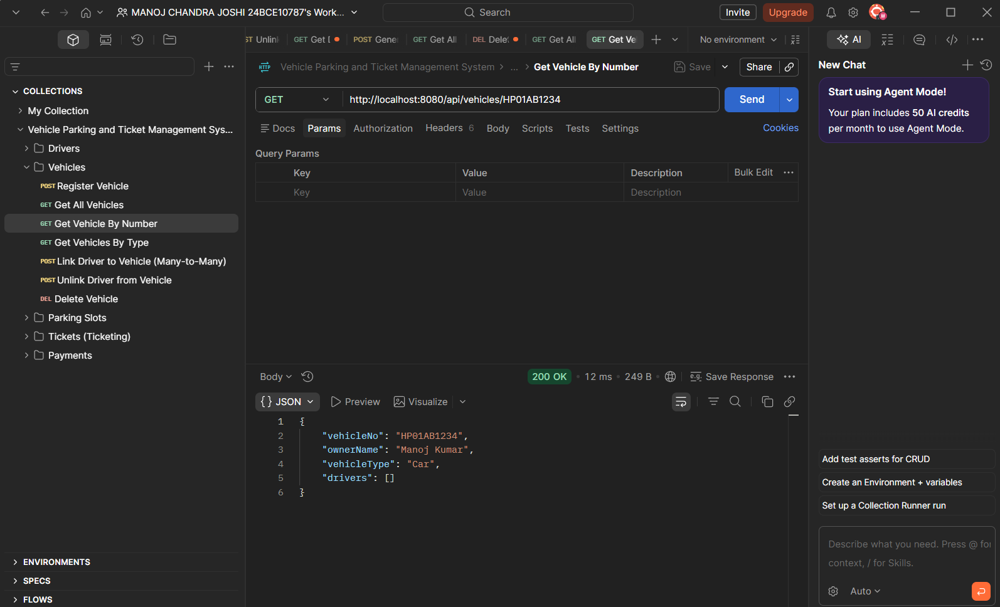 MANOJ CHANDRA JOSHI 24BCE10787's Work...
Search
Invite
Upgrade
COLLECTIONS
My Collection
Vehicle Parking and Ticket Management Sys...
Drivers
Vehicles
POST Register Vehicle
GET Get All Vehicles
GET Get Vehicle By Number
GET Get Vehicles By Type
POST Link Driver to Vehicle (Many-to-Many)
POST Unlink Driver from Vehicle
DEL Delete Vehicle
Parking Slots
Tickets (Ticketing)
Payments
ENVIRONMENTS
SPECS
FLOWS
ST Unlin GET Get POST Gener GET Get All DEL Dele GET Get All GET Get Ve No environment
HTTP Vehicle Parking and Ticket Management System > ... > Get Vehicle By Number Save Share
GET http://localhost:8080/api/vehicles/HP01AB1234 Send
Docs Params Authorization Headers 6 Body Scripts Tests Settings Cookies
Query Params
Key Value Description Bulk Edit
Key Value Description
Body 200 OK • 12 ms • 249 B • e.g. Save Response
{} JSON Preview Visualize
1 {
2 "vehicleNo": "HP01AB1234",
3 "ownerName": "Manoj Kumar",
4 "vehicleType": "Car",
5 "drivers": []
6 }
AI
New Chat
Start using Agent Mode!
Your plan includes 50 AI credits
per month to use Agent Mode.
Add test asserts for CRUD
Create an Environment + variables
Set up a Collection Runner run
Describe what you need. Press @ for
context, / for Skills.
Auto